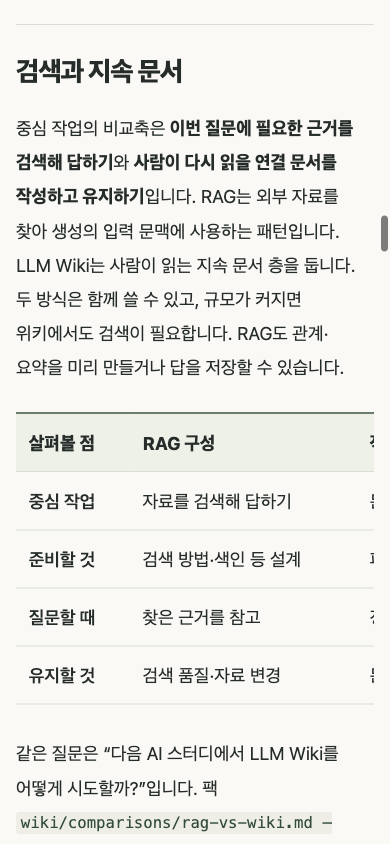 검색과 지속 문서
중심 작업의 비교축은 이번 질문에 필요한 근거를
검색해 답하기와 사람이 다시 읽을 연결 문서를
작성하고 유지하기입니다. RAG는 외부 자료를
찾아 생성의 입력 문맥에 사용하는 패턴입니다.
LLM Wiki는 사람이 읽는 지속 문서 층을 둡니다.
두 방식은 함께 쓸 수 있고, 규모가 커지면
위키에서도 검색이 필요합니다. RAG도 관계·
요약을 미리 만들거나 답을 저장할 수 있습니다.
살펴볼 점 RAG 구성
중심 작업 자료를 검색해 답하기
준비할 것 검색 방법·색인 등 설계
질문할 때 찾은 근거를 참고
유지할 것 검색 품질·자료 변경
같은 질문은 “다음 AI 스터디에서 LLM Wiki를
어떻게 시도할까?”입니다. 팩
wiki/comparisons/rag-vs-wiki.md —